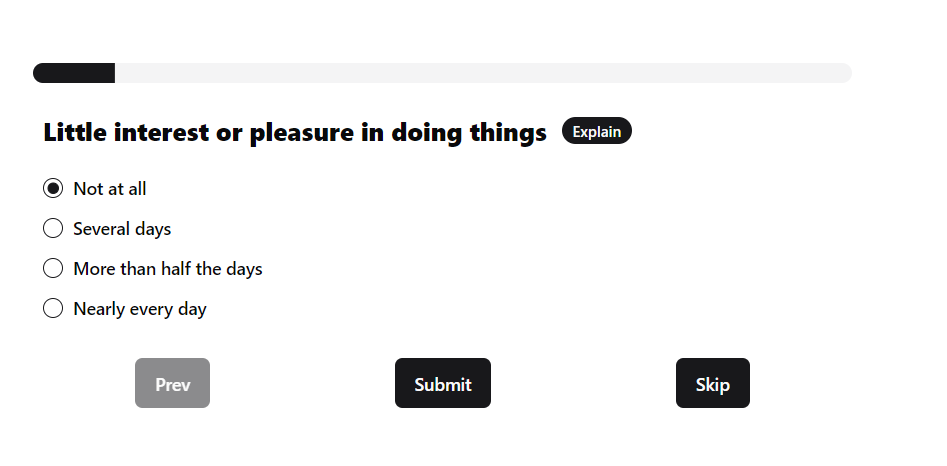 Little interest or pleasure in doing things Explain
Not at all
Several days
More than half the days
Nearly every day
Prev Submit Skip